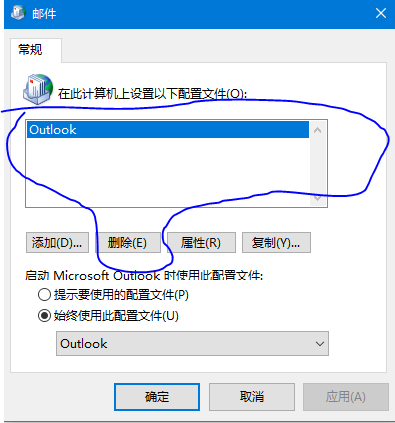 邮件
常规
在此计算机上设置以下配置文件(O):
Outlook
添加(D)... 删除(E) 属性(R) 复制(Y)...
启动 Microsoft Outlook 时使用此配置文件:
提示要使用的配置文件(P)
始终使用此配置文件(U)
Outlook
确定 取消 应用(A)